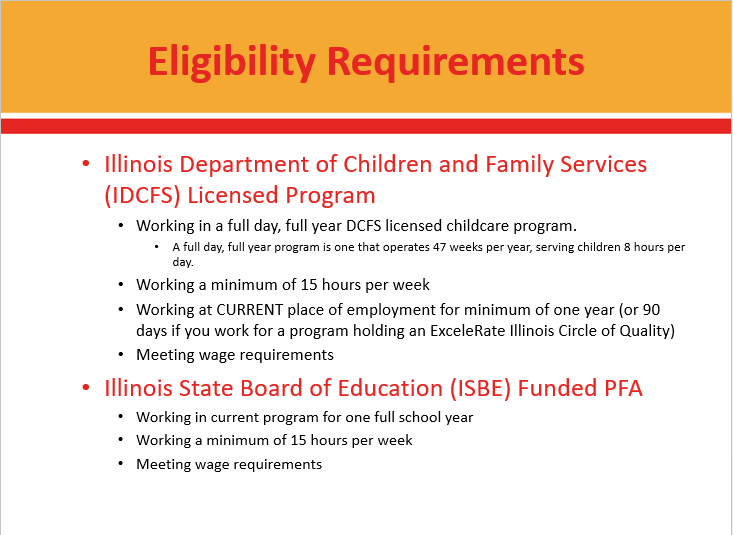 Eligibility Requirements
• Illinois Department of Children and Family Services
(IDCFS) Licensed Program
• Working in a full day, full year DCFS licensed childcare program.
• A full day, full year program is one that operates 47 weeks per year, serving children 8 hours per
day.
• Working a minimum of 15 hours per week
• Working at CURRENT place of employment for minimum of one year (or 90
days if you work for a program holding an ExceleRate Illinois Circle of Quality)
• Meeting wage requirements
• Illinois State Board of Education (ISBE) Funded PFA
• Working in current program for one full school year
• Working a minimum of 15 hours per week
• Meeting wage requirements